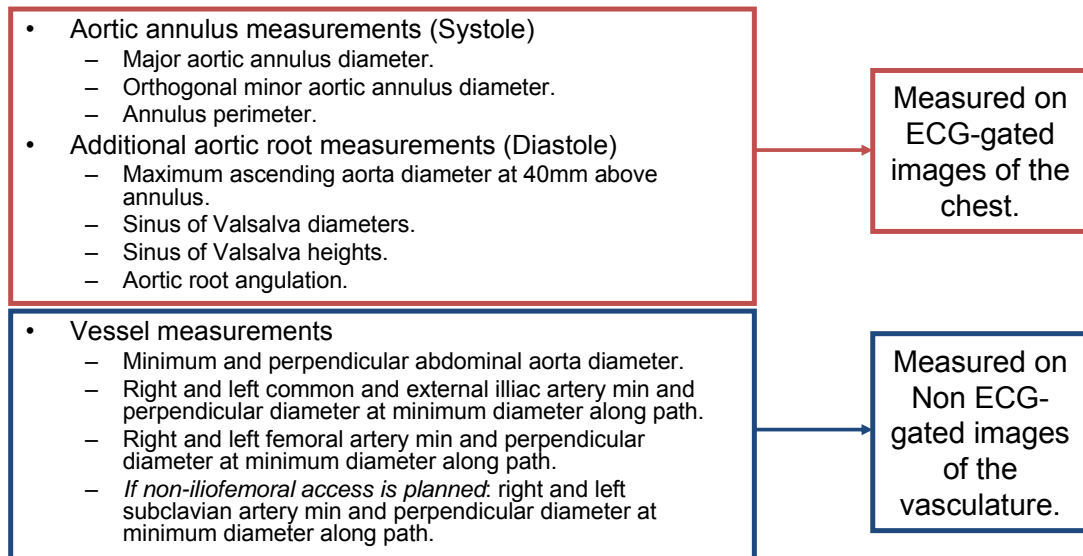 • Aortic annulus measurements (Systole)
– Major aortic annulus diameter.
– Orthogonal minor aortic annulus diameter.
– Annulus perimeter.
• Additional aortic root measurements (Diastole)
– Maximum ascending aorta diameter at 40mm above
annulus.
– Sinus of Valsalva diameters.
– Sinus of Valsalva heights.
– Aortic root angulation.
Measured on
ECG-gated
images of the
chest.
• Vessel measurements
– Minimum and perpendicular abdominal aorta diameter.
– Right and left common and external illiac artery min and
perpendicular diameter at minimum diameter along path.
– Right and left femoral artery min and perpendicular
diameter at minimum diameter along path.
– If non-iliofemoral access is planned: right and left
subclavian artery min and perpendicular diameter at
minimum diameter along path.
Measured on
Non ECG-
gated images
of the
vasculature.